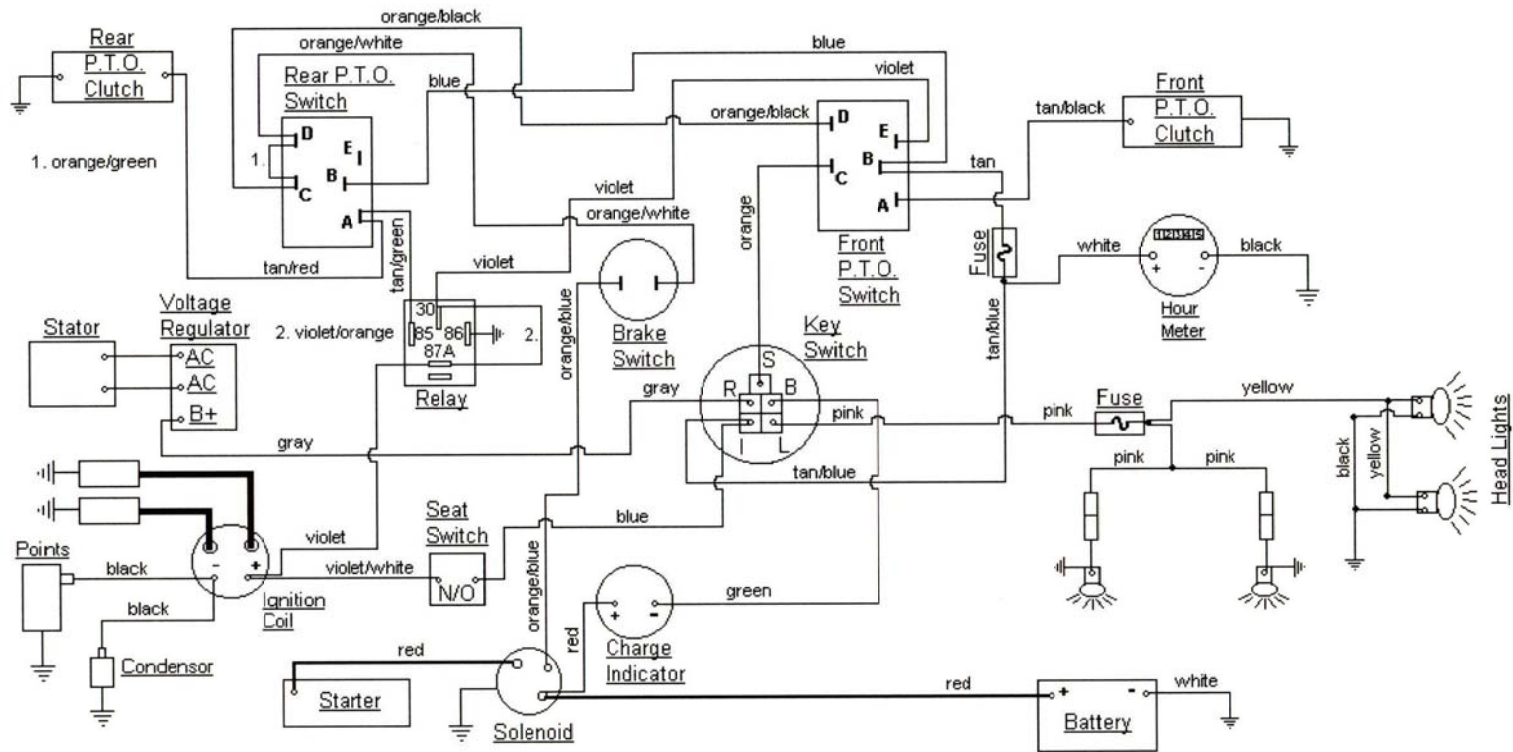 orange/black
Rear
P.T.O.
Clutch
orange/white
Rear P.T.O.
Switch
blue
blue
violet
orange/black
tan/black
Front
P.T.O.
Clutch
1. orange/green
D
E
1.
B
C
A
D
E
B
C
A
tan
violet
orange/white
orange
tan/red
tan/green
violet
Front
P.T.O.
Switch
Fuse
white
black
+ -
Hour
Meter
Voltage
Regulator
Stator
AC
AC
B+
2. violet/orange
30
85 86
87A
2.
Relay
orange/blue
Brake
Switch
Key
Switch
S
R B
I L
tan/blue
gray
pink
pink
Fuse
yellow
gray
tan/blue
pink
pink
black
yellow
Head Lights
Points
black
black
- +
violet
violet/white
Ignition
Coil
Seat
Switch
N/O
blue
orange/blue
green
+ -
red
Charge
Indicator
Condensor
red
Starter
Solenoid
red
+ -
Battery
white